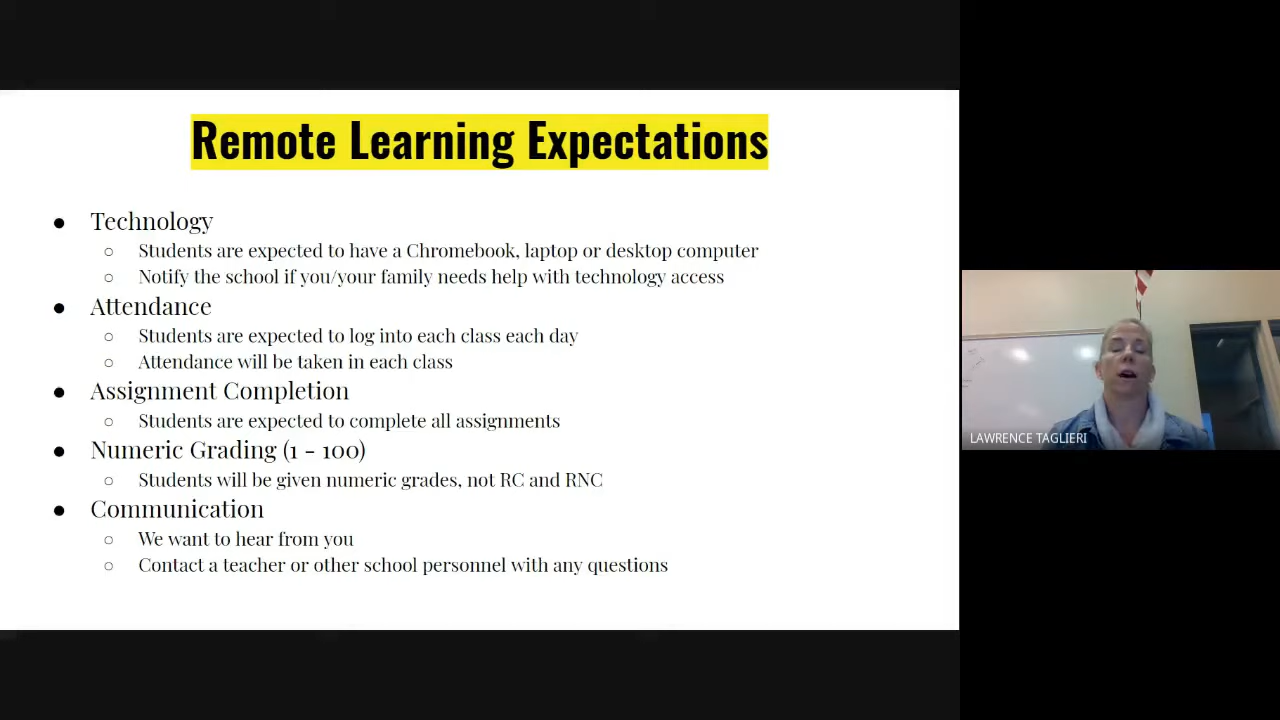 Remote Learning Expectations
● Technology
○ Students are expected to have a Chromebook, laptop or desktop computer
○ Notify the school if you/your family needs help with technology access
● Attendance
○ Students are expected to log into each class each day
○ Attendance will be taken in each class
● Assignment Completion
○ Students are expected to complete all assignments
● Numeric Grading (1 - 100)
○ Students will be given numeric grades, not RC and RNC
● Communication
○ We want to hear from you
○ Contact a teacher or other school personnel with any questions
LAWRENCE TAGLIERI